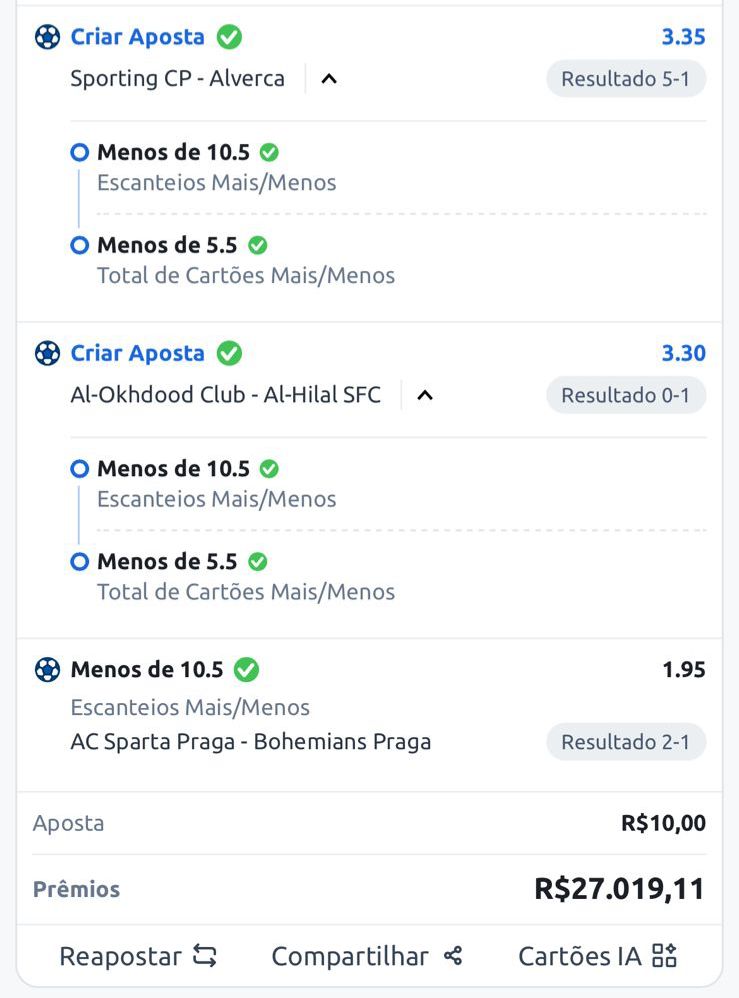 Criar Aposta 3.35
Sporting CP - Alverca Resultado 5-1
Menos de 10.5
Escanteios Mais/Menos
Menos de 5.5
Total de Cartões Mais/Menos
Criar Aposta 3.30
Al-Okhdood Club - Al-Hilal SFC Resultado 0-1
Menos de 10.5
Escanteios Mais/Menos
Menos de 5.5
Total de Cartões Mais/Menos
Menos de 10.5 1.95
Escanteios Mais/Menos
AC Sparta Praga - Bohemians Praga Resultado 2-1
Aposta R$10,00
Prêmios R$27.019,11
Reapostar Compartilhar Cartões IA